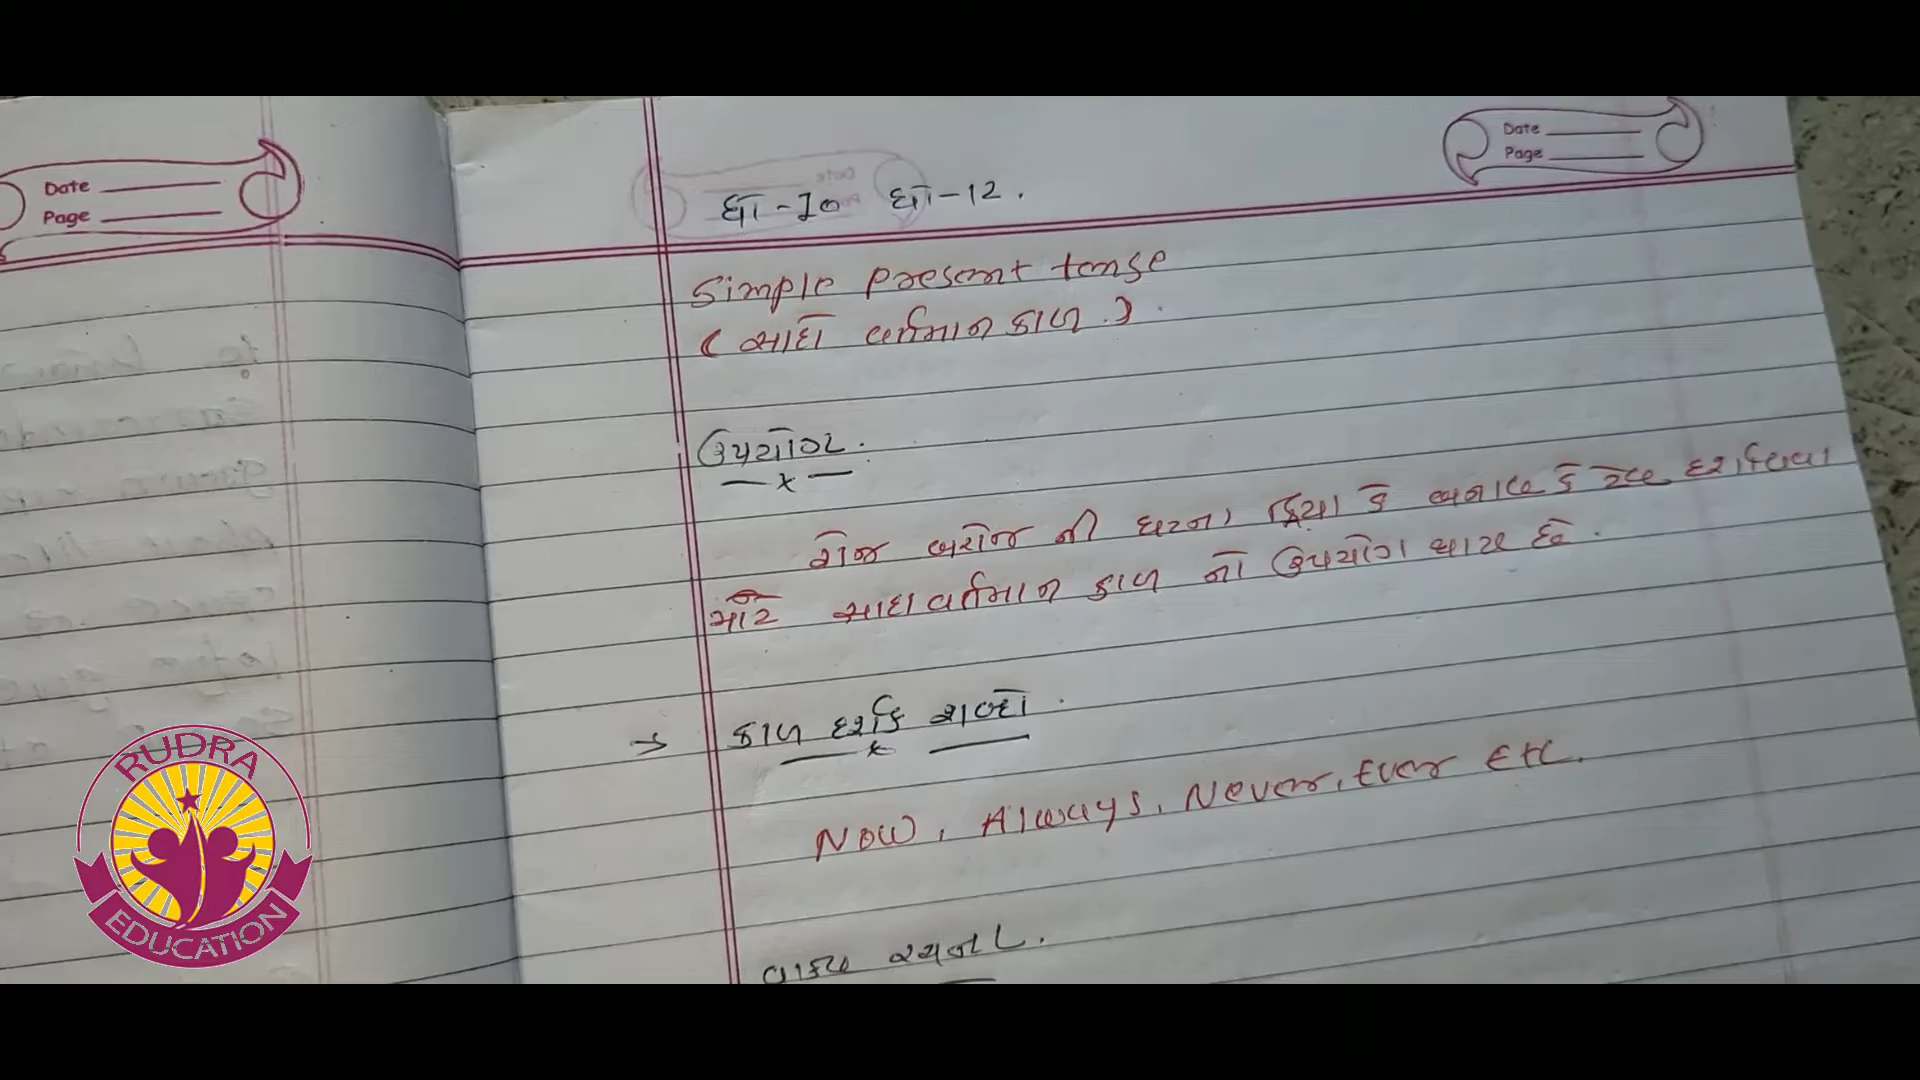 Date
Page
Date
Page
ધો-10 ધો-12.
Simple Present tense
( સાદો વર્તમાન કાળ.)
ઉપયોગ.
રોજ બરોજ ની ઘટના ક્રિયા કે બનાવ કે ટેવ દર્શાવવા
માટે સાદા વર્તમાન કાળ નો ઉપયોગ થાય છે.
→ કાળ દર્શક શબ્દો.
Now, Always, Never, Ever Etc.
વાક્ય રચના.
RUDRA
EDUCATION